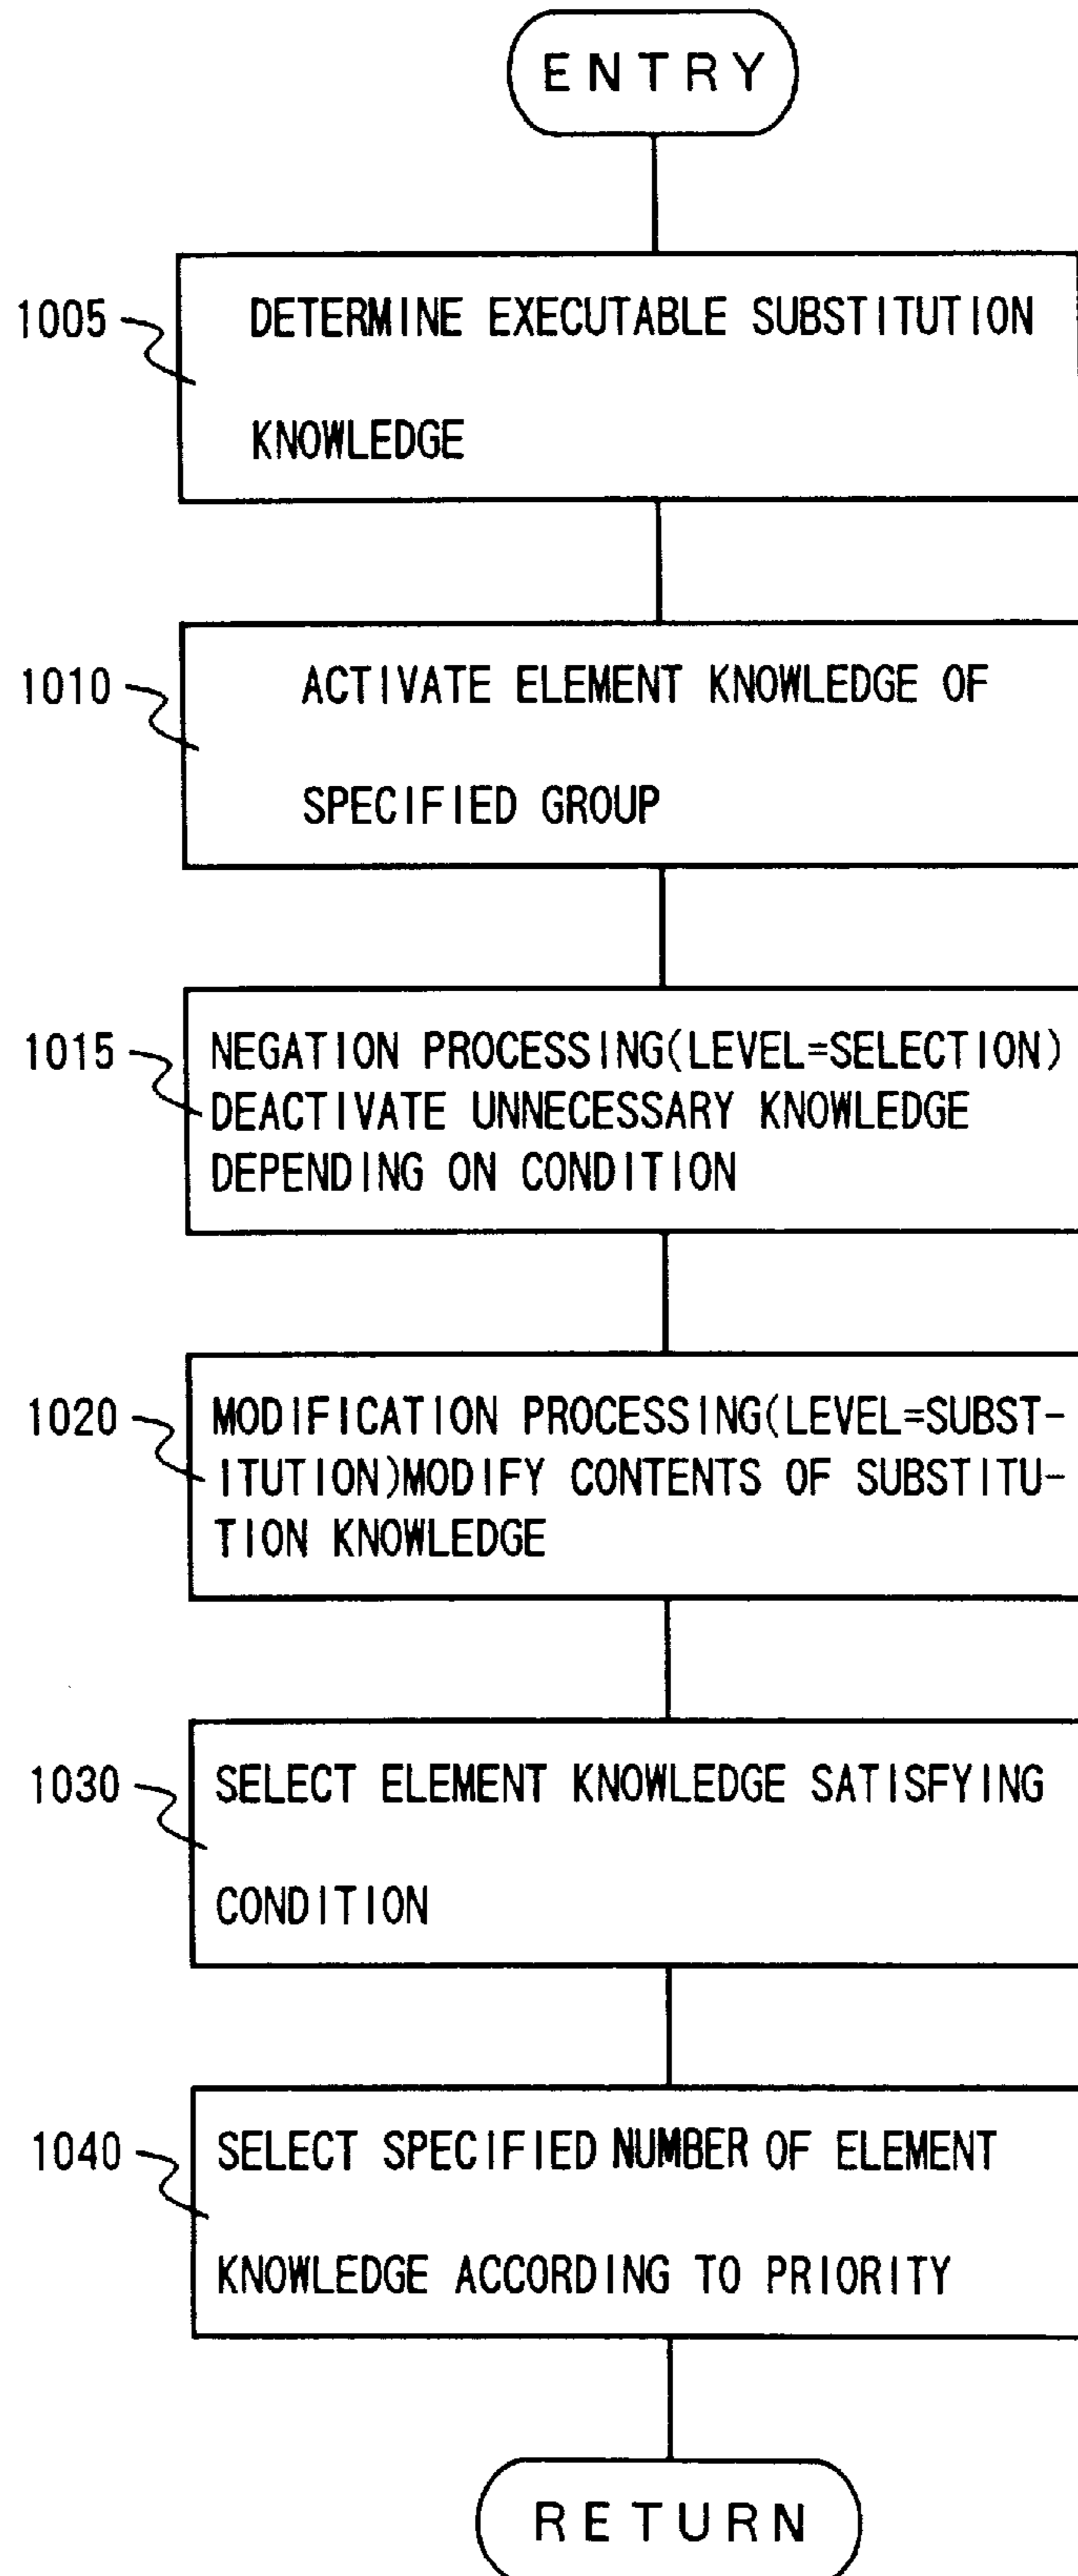 ENTRY
1005
DETERMINE EXECUTABLE SUBSTITUTION
KNOWLEDGE
1010
ACTIVATE ELEMENT KNOWLEDGE OF
SPECIFIED GROUP
1015
NEGATION PROCESSING(LEVEL=SELECTION)
DEACTIVATE UNNECESSARY KNOWLEDGE
DEPENDING ON CONDITION
1020
MODIFICATION PROCESSING(LEVEL=SUBST-
ITUTION)MODIFY CONTENTS OF SUBSTITU-
TION KNOWLEDGE
1030
SELECT ELEMENT KNOWLEDGE SATISFYING
CONDITION
1040
SELECT SPECIFIED NUMBER OF ELEMENT
KNOWLEDGE ACCORDING TO PRIORITY
RETURN